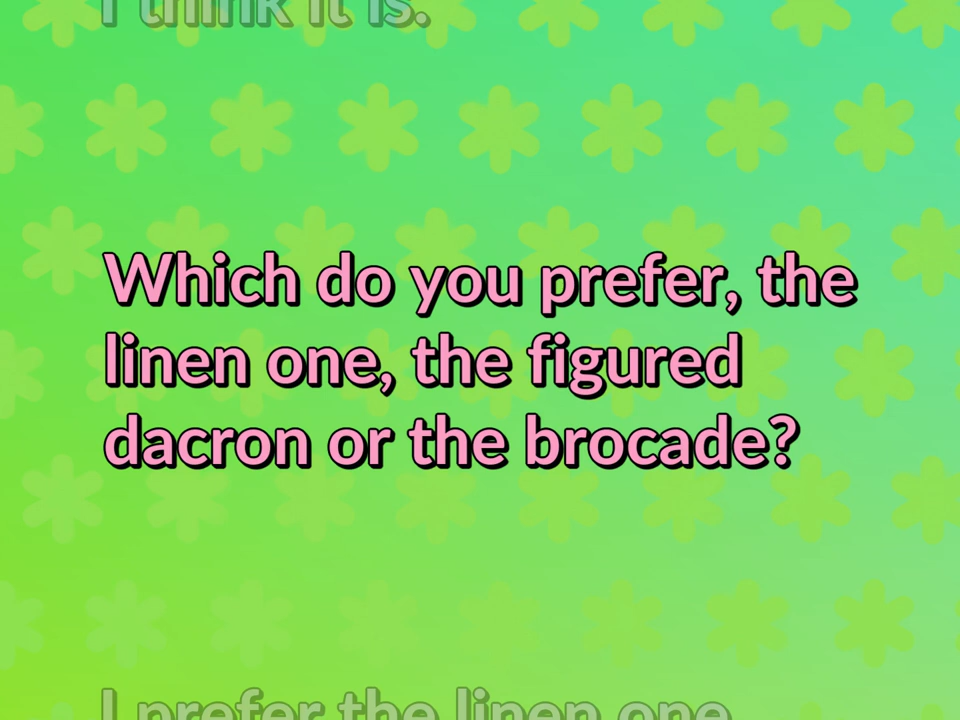 I think it is.
Which do you prefer, the
linen one, the figured
dacron or the brocade?
I prefer the linen one